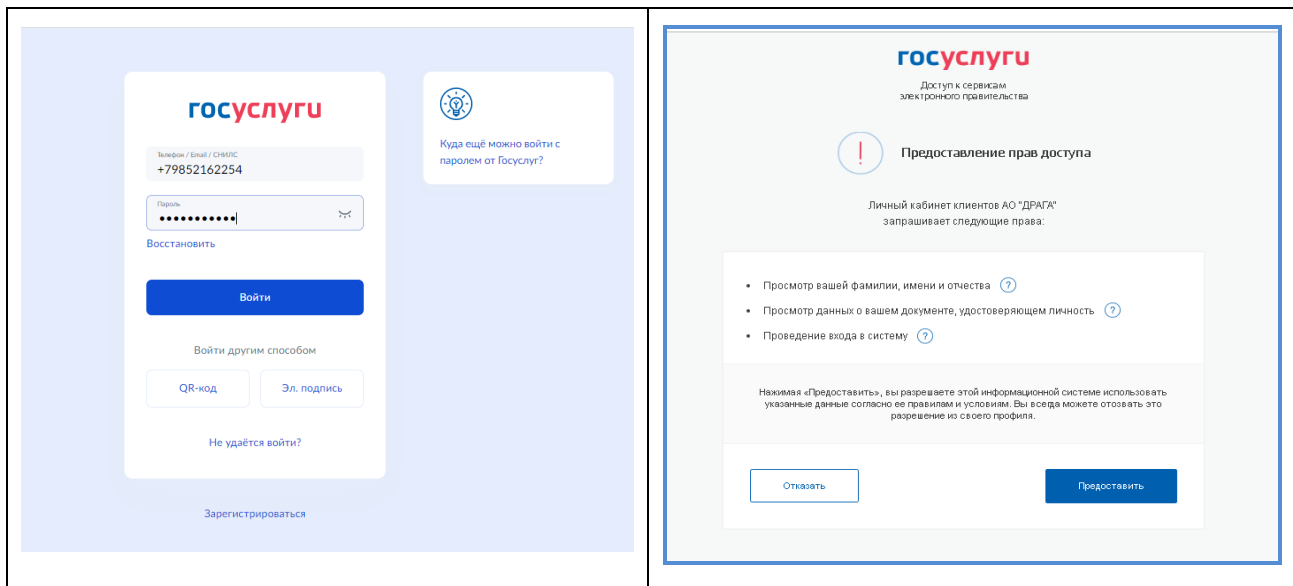 госуслуги
Телефон / Email / СНИЛС
+79852162254
Пароль
Восстановить
Войти
Войти другим способом
QR-код
Эл. подпись
Не удаётся войти?
Зарегистрироваться
Куда ещё можно войти с
паролем от Госуслуг?
госуслуги
Доступ к сервисам
электронного правительства
Предоставление прав доступа
Личный кабинет клиентов АО "ДРАГА"
запрашивает следующие права:
• Просмотр вашей фамилии, имени и отчества ?
• Просмотр данных о вашем документе, удостоверяющем личность ?
• Проведение входа в систему ?
Нажимая «Предоставить», вы разрешаете этой информационной системе использовать
указанные данные согласно ее правилам и условиям. Вы всегда можете отозвать это
разрешение из своего профиля.
Отказать
Предоставить